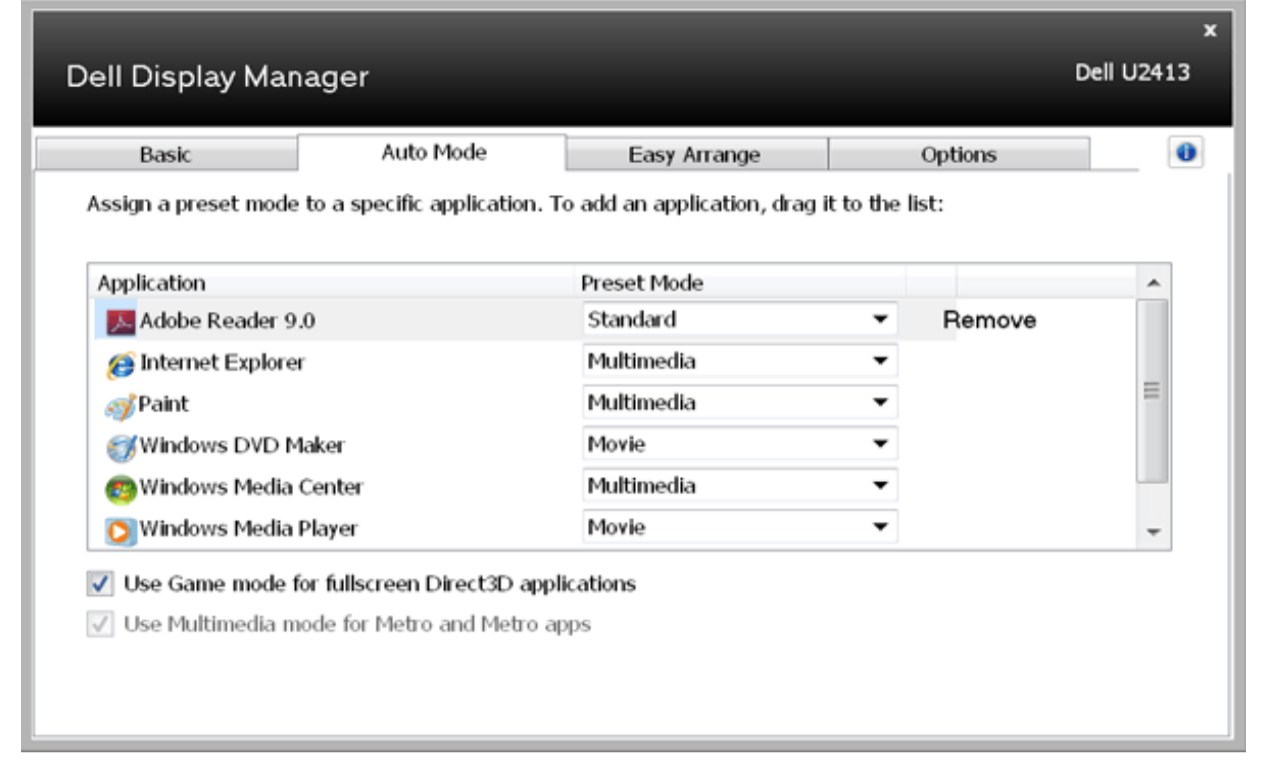 x
Dell Display Manager
Dell U2413
Basic Auto Mode Easy Arrange Options
Assign a preset mode to a specific application. To add an application, drag it to the list:
Application Preset Mode
Adobe Reader 9.0 Standard Remove
Internet Explorer Multimedia
Paint Multimedia
Windows DVD Maker Movie
Windows Media Center Multimedia
Windows Media Player Movie
Use Game mode for fullscreen Direct3D applications
Use Multimedia mode for Metro and Metro apps